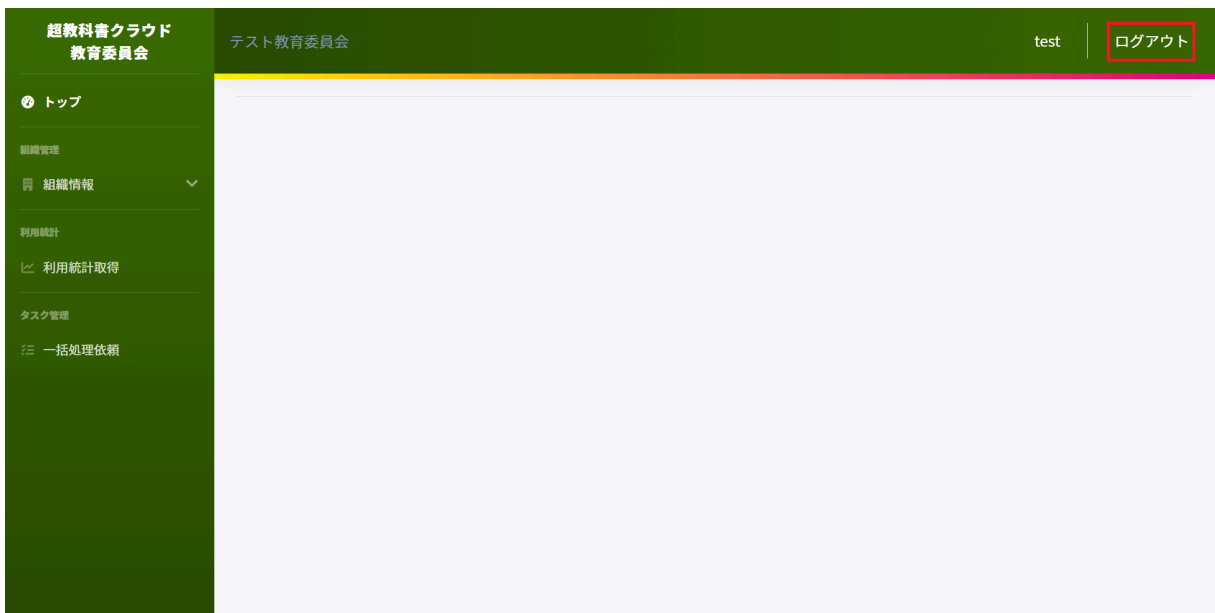 超教科書クラウド
教育委員会
テスト教育委員会
test
ログアウト
トップ
組織管理
組織情報
利用統計
利用統計取得
タスク管理
一括処理依頼